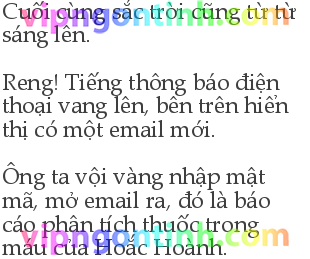 Cuối cùng sắc trời cũng từ từ
vipngontinh.com
sáng lên.
Reng! Tiếng thông báo điện
thoại vang lên, bên trên hiển
thị có một email mới.
Ông ta vội vàng nhập mật
mã, mở email ra, đó là báo
cáo phân tích thuốc trong
vipngontinh.com
máu của Hoắc Hoành.